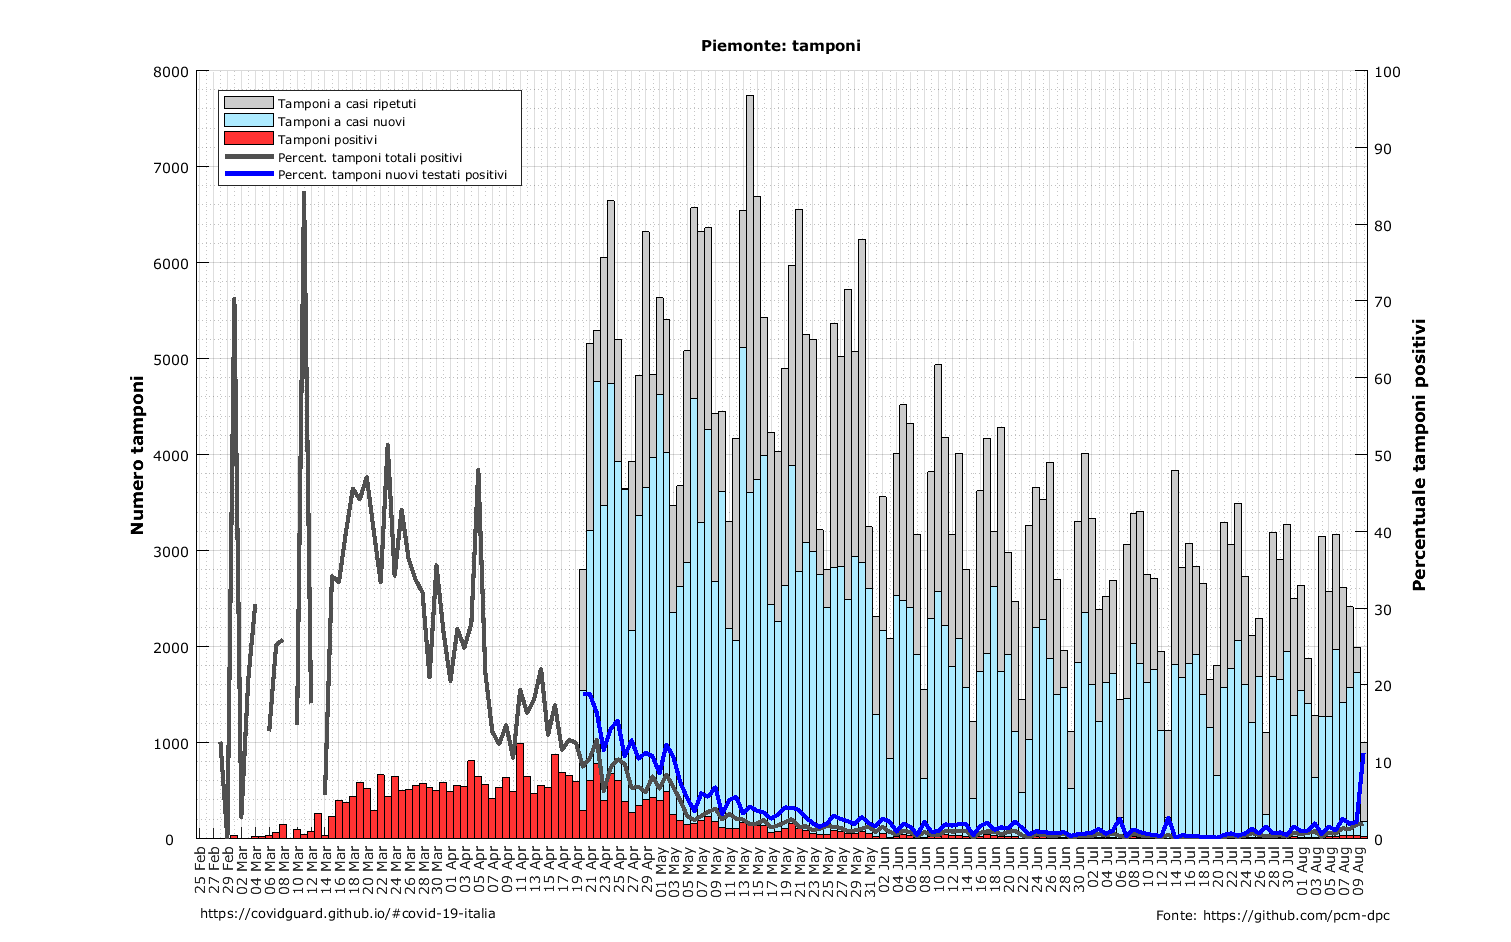 Piemonte: tamponi
8000
7000
6000
5000
4000
3000
2000
1000
0
Numero tamponi
Tamponi a casi ripetuti
Tamponi a casi nuovi
Tamponi positivi
Percent. tamponi totali positivi
Percent. tamponi nuovi testati positivi
100
90
80
70
60
50
40
30
20
10
0
Percentuale tamponi positivi
25 Feb
27 Feb
29 Feb
02 Mar
04 Mar
06 Mar
08 Mar
10 Mar
12 Mar
14 Mar
16 Mar
18 Mar
20 Mar
22 Mar
24 Mar
26 Mar
28 Mar
30 Mar
01 Apr
03 Apr
05 Apr
07 Apr
09 Apr
11 Apr
13 Apr
15 Apr
17 Apr
19 Apr
21 Apr
23 Apr
25 Apr
27 Apr
29 Apr
01 May
03 May
05 May
07 May
09 May
11 May
13 May
15 May
17 May
19 May
21 May
23 May
25 May
27 May
29 May
31 May
02 Jun
04 Jun
06 Jun
08 Jun
10 Jun
12 Jun
14 Jun
16 Jun
18 Jun
20 Jun
22 Jun
24 Jun
26 Jun
28 Jun
30 Jun
02 Jul
04 Jul
06 Jul
08 Jul
10 Jul
12 Jul
14 Jul
16 Jul
18 Jul
20 Jul
22 Jul
24 Jul
26 Jul
28 Jul
30 Jul
01 Aug
03 Aug
05 Aug
07 Aug
09 Aug
https://covidguard.github.io/#covid-19-italia
Fonte: https://github.com/pcm-dpc